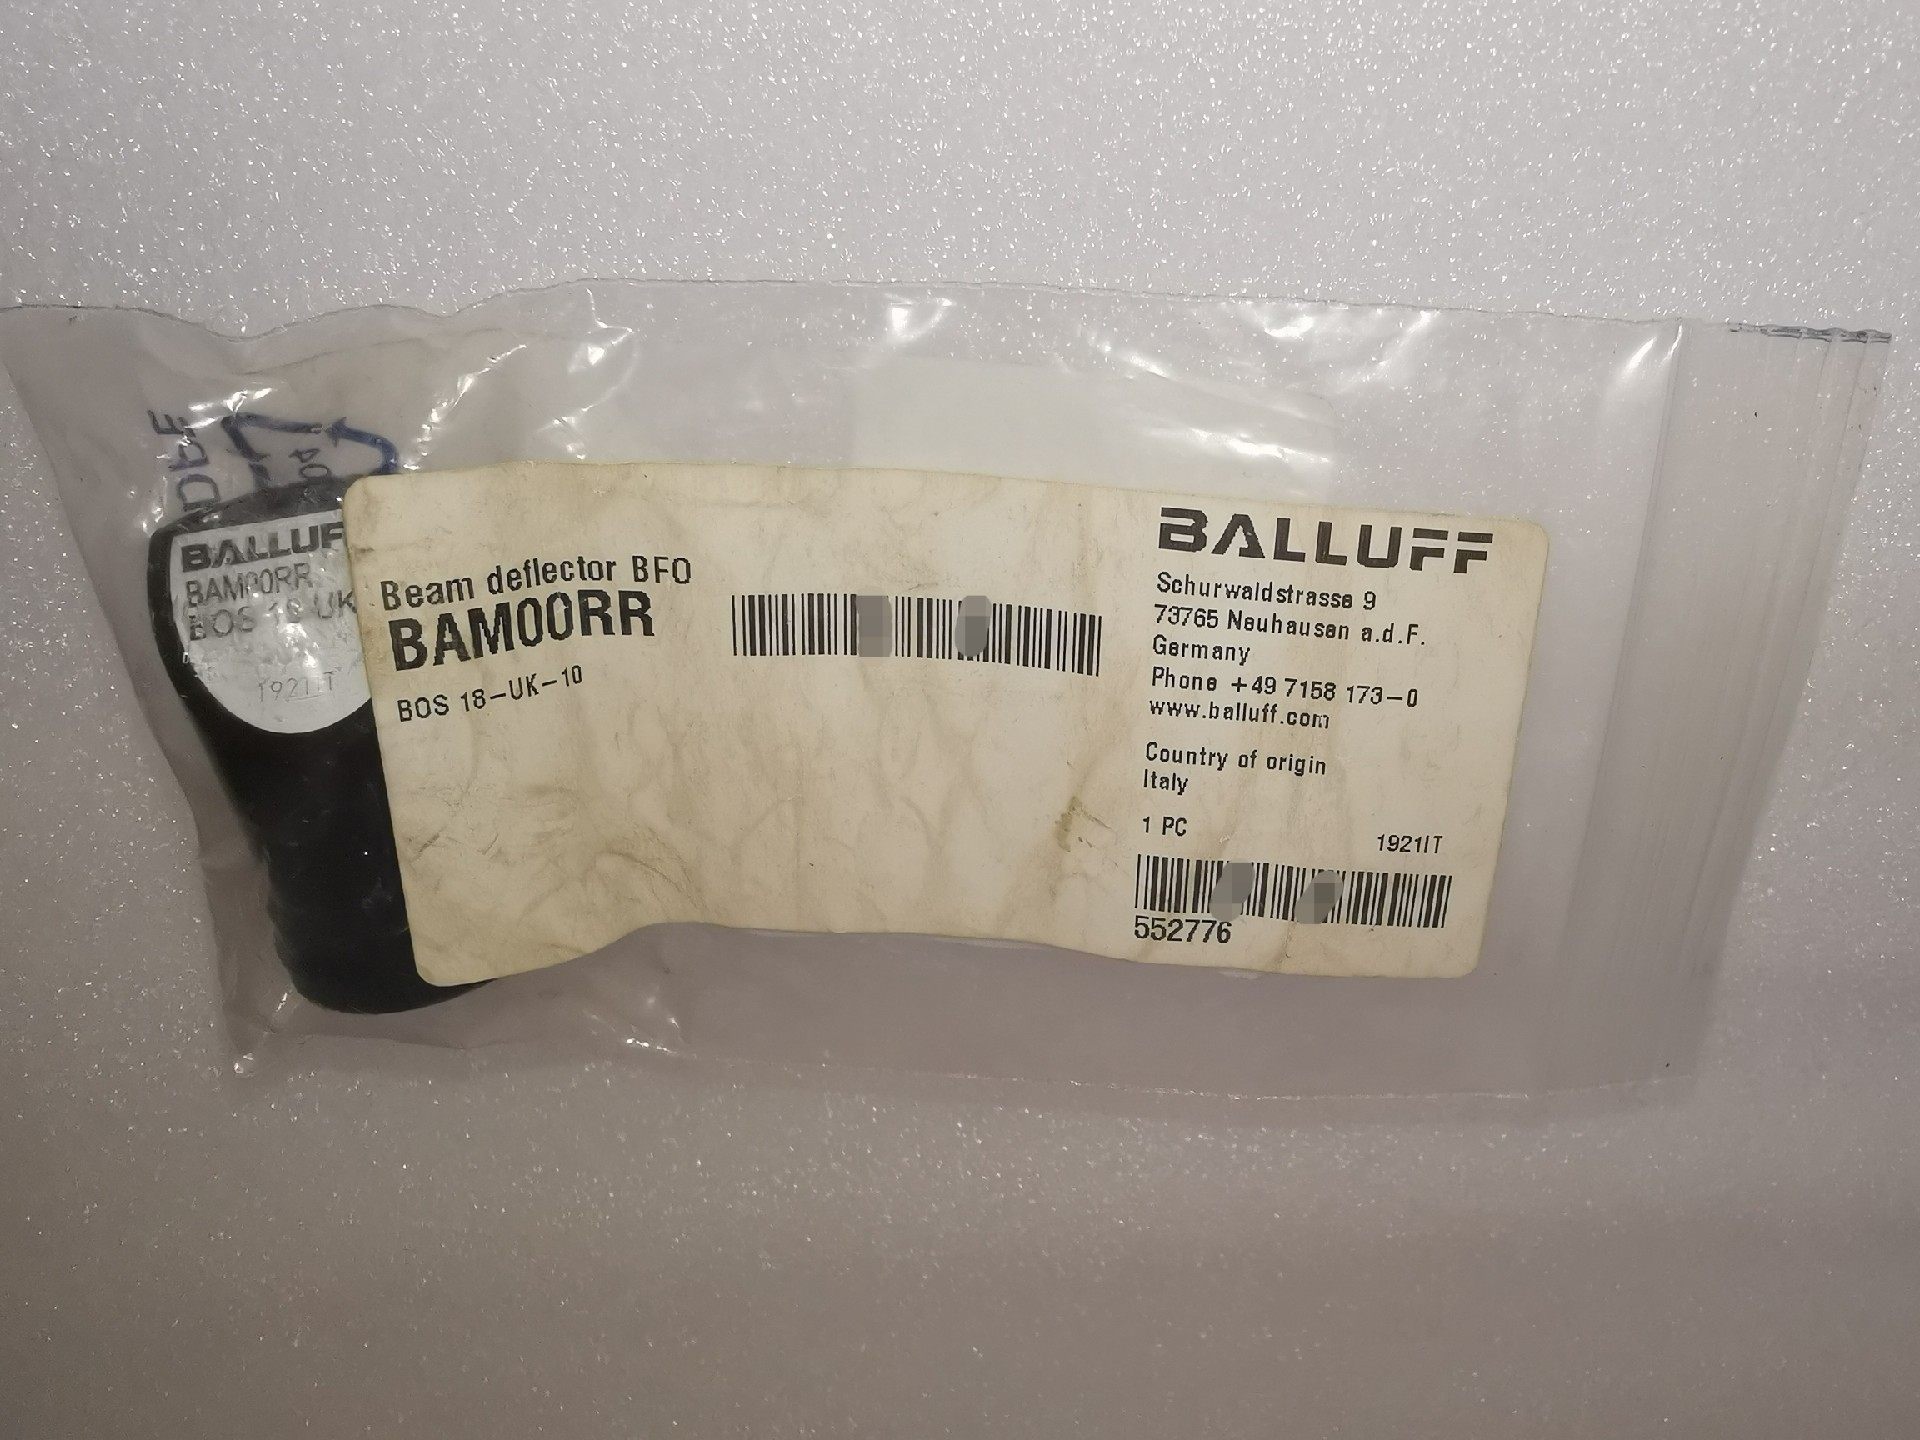 BALLUFF
BAM00RR
BOS 18-UK
1921IT
Beam deflector BFO
BAM00RR
BOS 18-UK-10
BALLUFF
Schurwaldstrasse 9
73765 Neuhausen a.d.F.
Germany
Phone +49 7158 173-0
www.balluff.com
Country of origin
Italy
1 PC
1921IT
552776
04